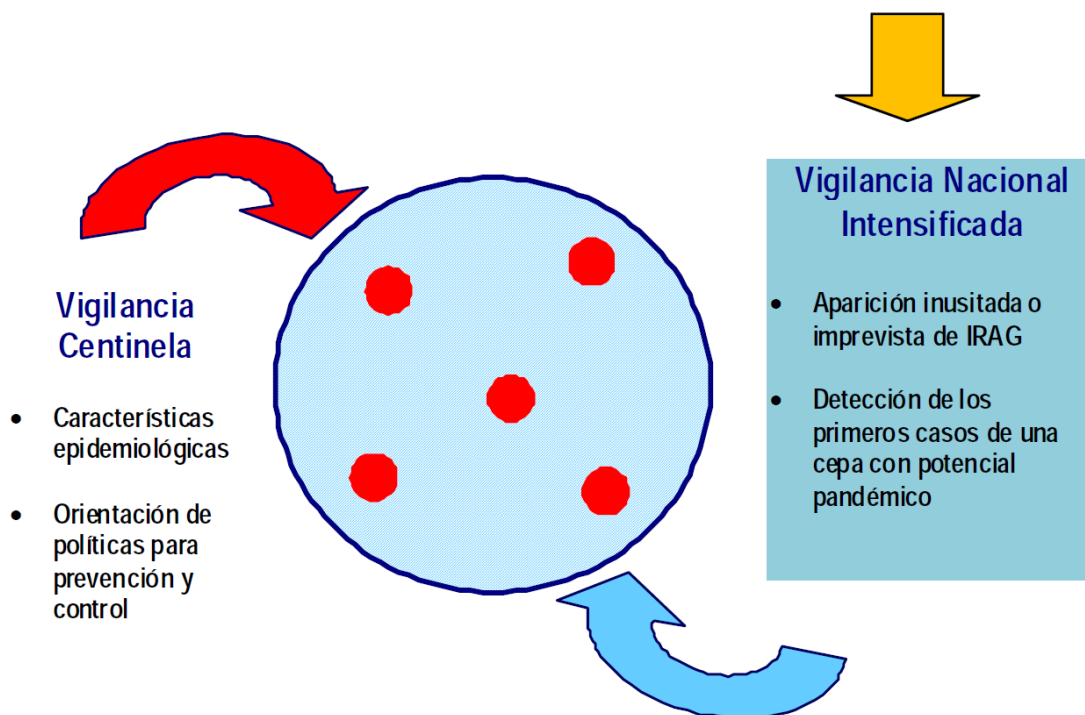 Vigilancia
Centinela
• Características
epidemiológicas
• Orientación de
políticas para
prevención y
control
Vigilancia Nacional
Intensificada
• Aparición inusitada o
imprevista de IRAG
• Detección de los
primeros casos de una
cepa con potencial
pandémico